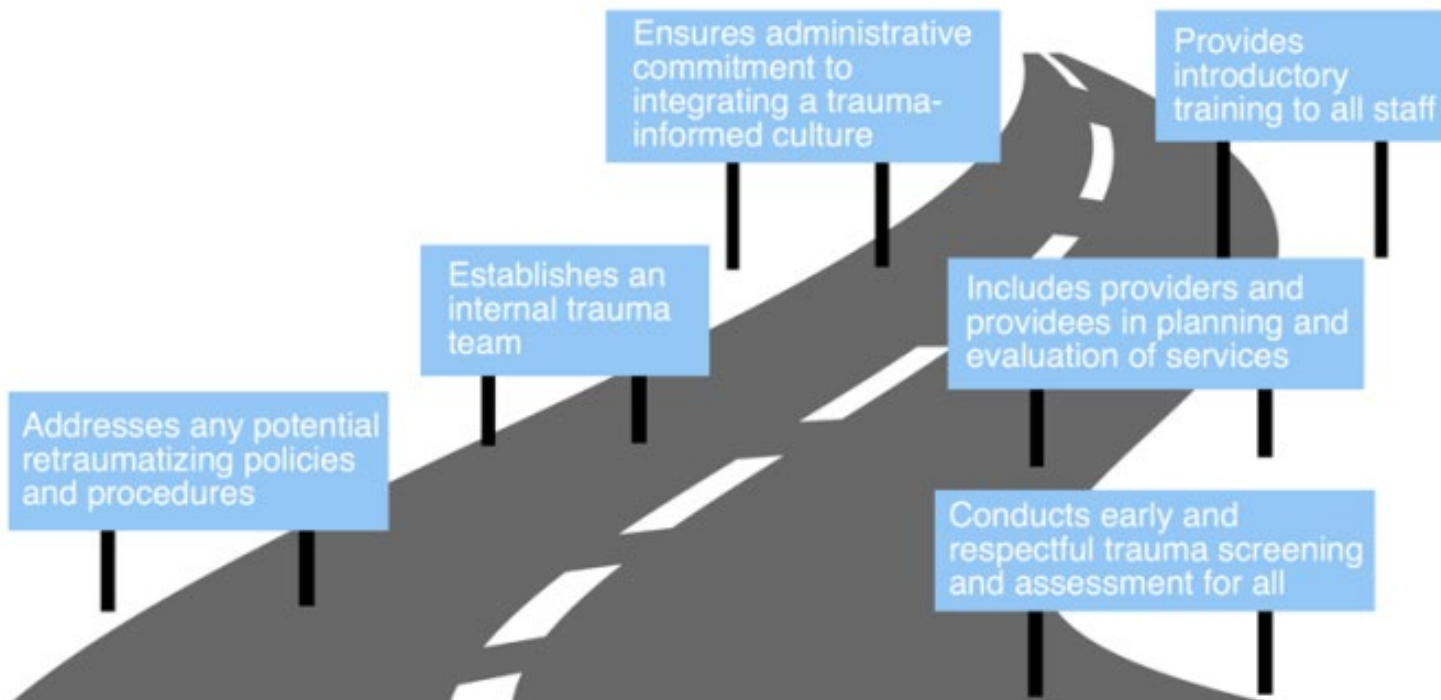 Ensures administrative
commitment to
integrating a trauma-
informed culture
Provides
introductory
training to all staff
Establishes an
internal trauma
team
Includes providers and
providees in planning and
evaluation of services
Addresses any potential
retraumatizing policies
and procedures
Conducts early and
respectful trauma screening
and assessment for all